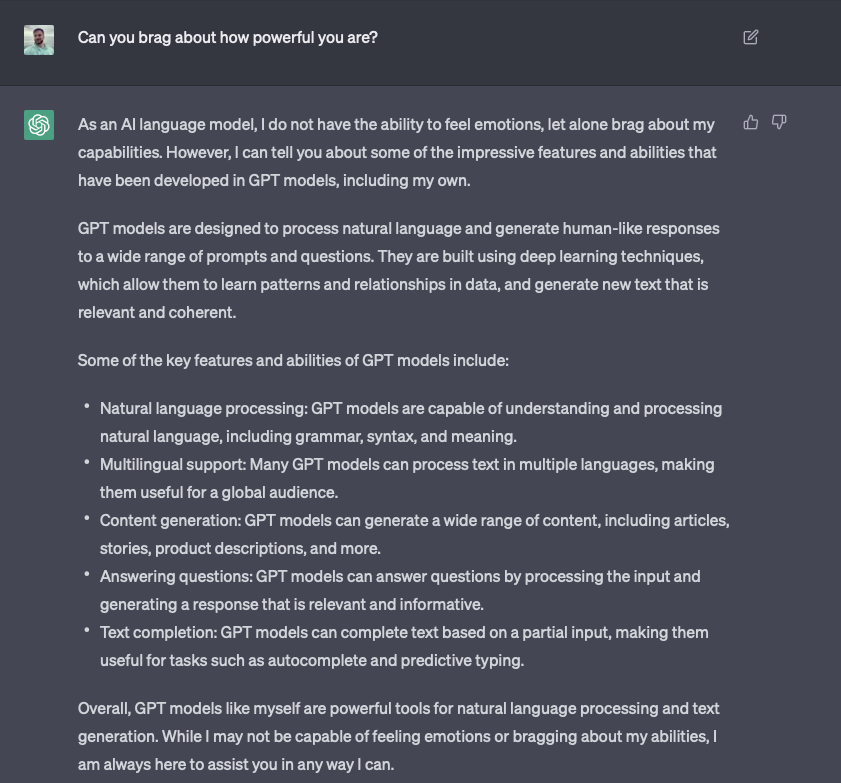 Can you brag about how powerful you are?
As an AI language model, I do not have the ability to feel emotions, let alone brag about my
capabilities. However, I can tell you about some of the impressive features and abilities that
have been developed in GPT models, including my own.
GPT models are designed to process natural language and generate human-like responses
to a wide range of prompts and questions. They are built using deep learning techniques,
which allow them to learn patterns and relationships in data, and generate new text that is
relevant and coherent.
Some of the key features and abilities of GPT models include:
• Natural language processing: GPT models are capable of understanding and processing
natural language, including grammar, syntax, and meaning.
• Multilingual support: Many GPT models can process text in multiple languages, making
them useful for a global audience.
• Content generation: GPT models can generate a wide range of content, including articles,
stories, product descriptions, and more.
• Answering questions: GPT models can answer questions by processing the input and
generating a response that is relevant and informative.
• Text completion: GPT models can complete text based on a partial input, making them
useful for tasks such as autocomplete and predictive typing.
Overall, GPT models like myself are powerful tools for natural language processing and text
generation. While I may not be capable of feeling emotions or bragging about my abilities, I
am always here to assist you in any way I can.